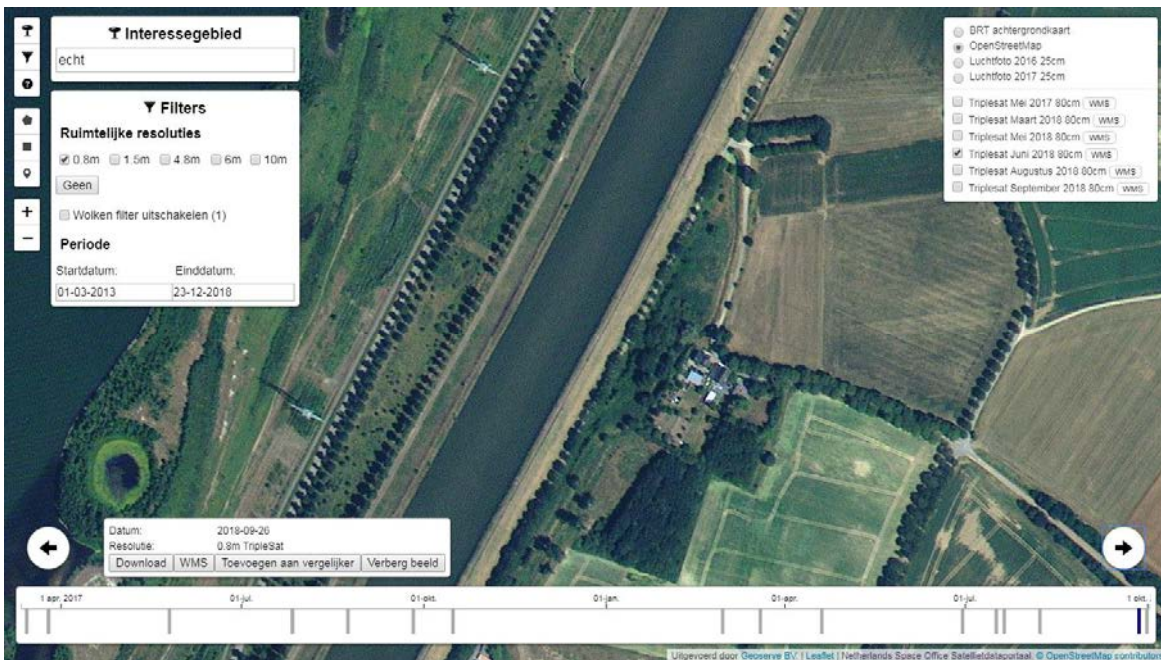 Interessegebied
echt
Filters
Ruimtelijke resoluties
0.8m 1.5m 4.8m 6m 10m
Geen
Wolken filter uitschakelen (1)
Periode
Startdatum: Einddatum:
01-03-2013 23-12-2018
+
−
BRT achtergrondkaart
OpenStreetMap
Luchtfoto 2016 25cm
Luchtfoto 2017 25cm
Triplesat Mei 2017 80cm WMS
Triplesat Maart 2018 80cm WMS
Triplesat Mei 2018 80cm WMS
Triplesat Juni 2018 80cm WMS
Triplesat Augustus 2018 80cm WMS
Triplesat September 2018 80cm WMS
Datum: 2018-09-26
Resolutie: 0.8m TripleSat
Download WMS Toevoegen aan vergelijker Verberg beeld
1 apr. 2017 01-jul. 01-okt. 01-jan. 01-apr. 01-jul. 1 okt.
Uitgevoerd door Geoserve BV. | Leaflet | Netherlands Space Office Satellietdataportaal, © OpenStreetMap contributors